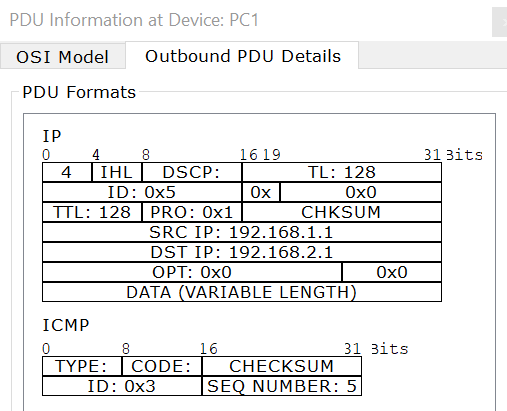 PDU Information at Device: PC1
OSI Model Outbound PDU Details
PDU Formats
IP
0 4 8 16 19 31 Bits
4 IHL DSCP: TL: 128
ID: 0x5 0x 0x0
TTL: 128 PRO: 0x1 CHKSUM
SRC IP: 192.168.1.1
DST IP: 192.168.2.1
OPT: 0x0 0x0
DATA (VARIABLE LENGTH)
ICMP
0 8 16 31 Bits
TYPE: CODE: CHECKSUM
ID: 0x3 SEQ NUMBER: 5